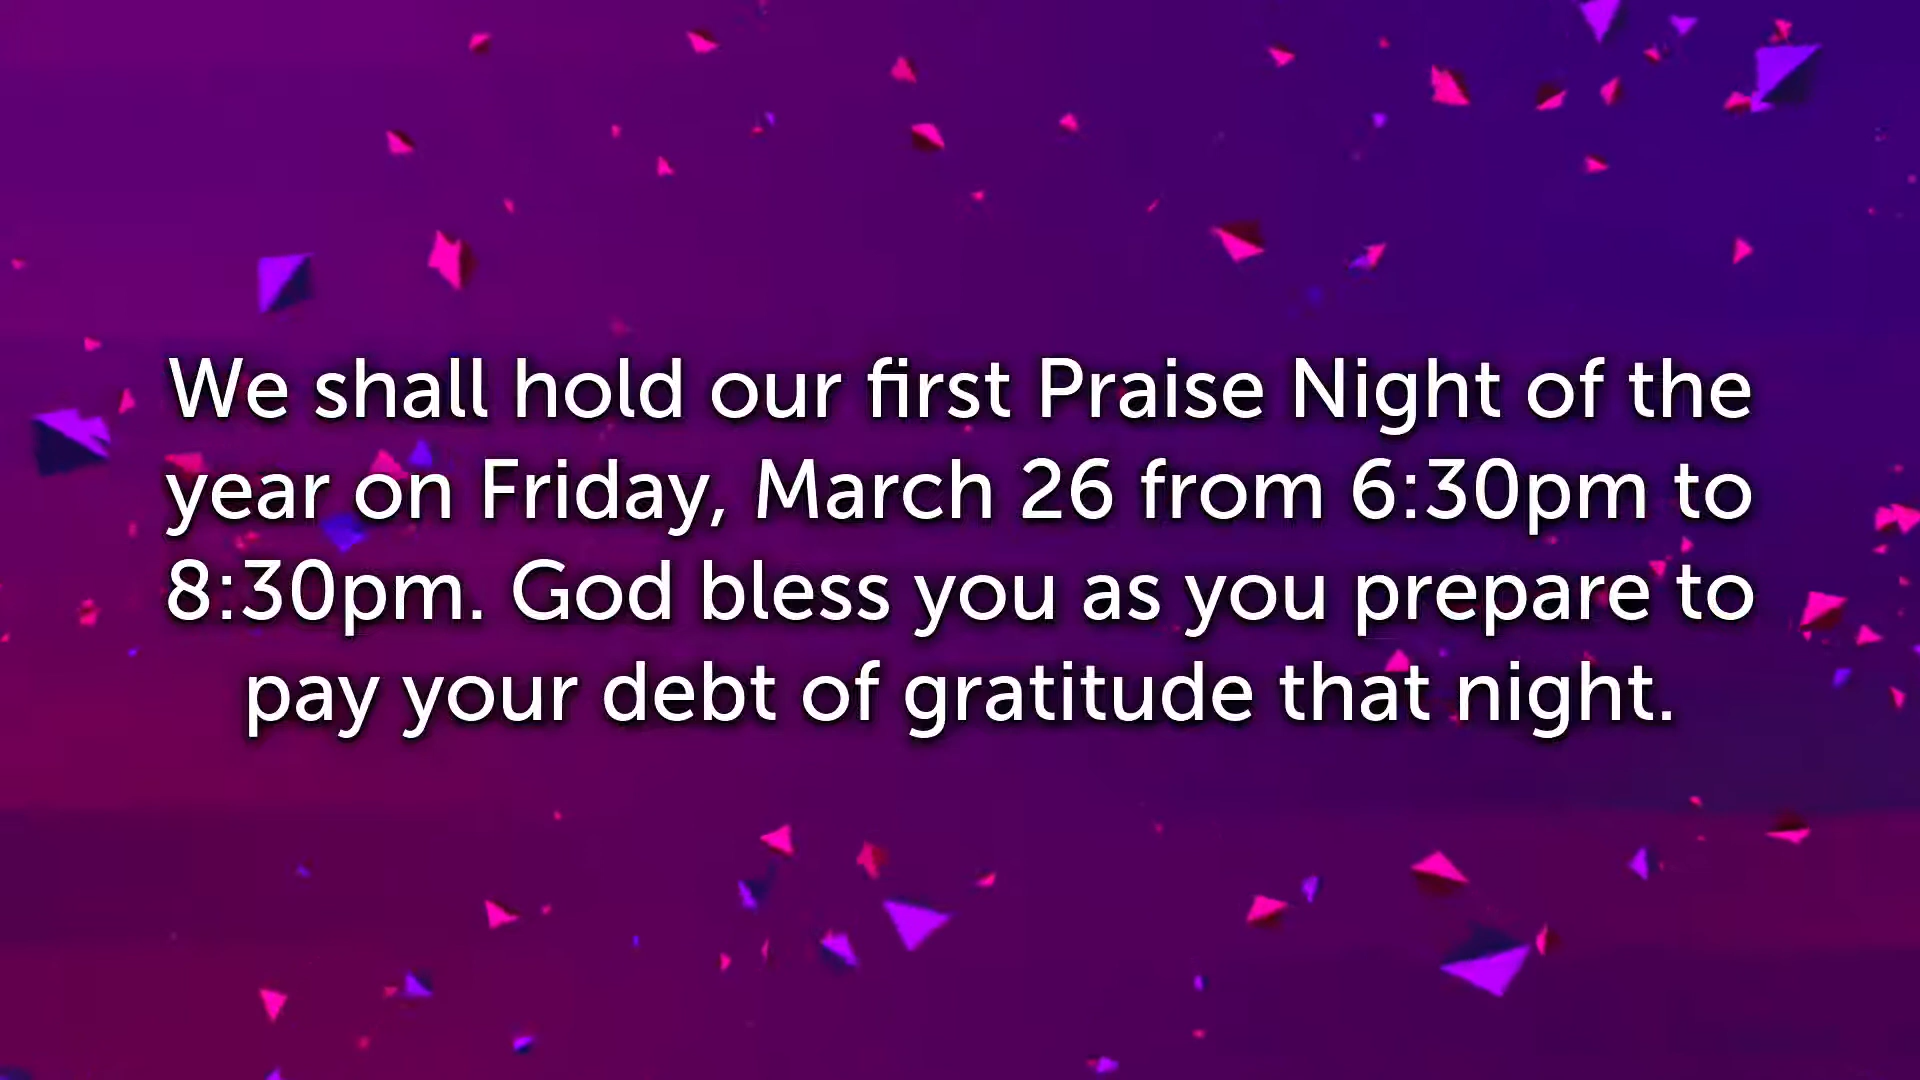 We shall hold our first Praise Night of the
year on Friday, March 26 from 6:30pm to
8:30pm. God bless you as you prepare to
pay your debt of gratitude that night.